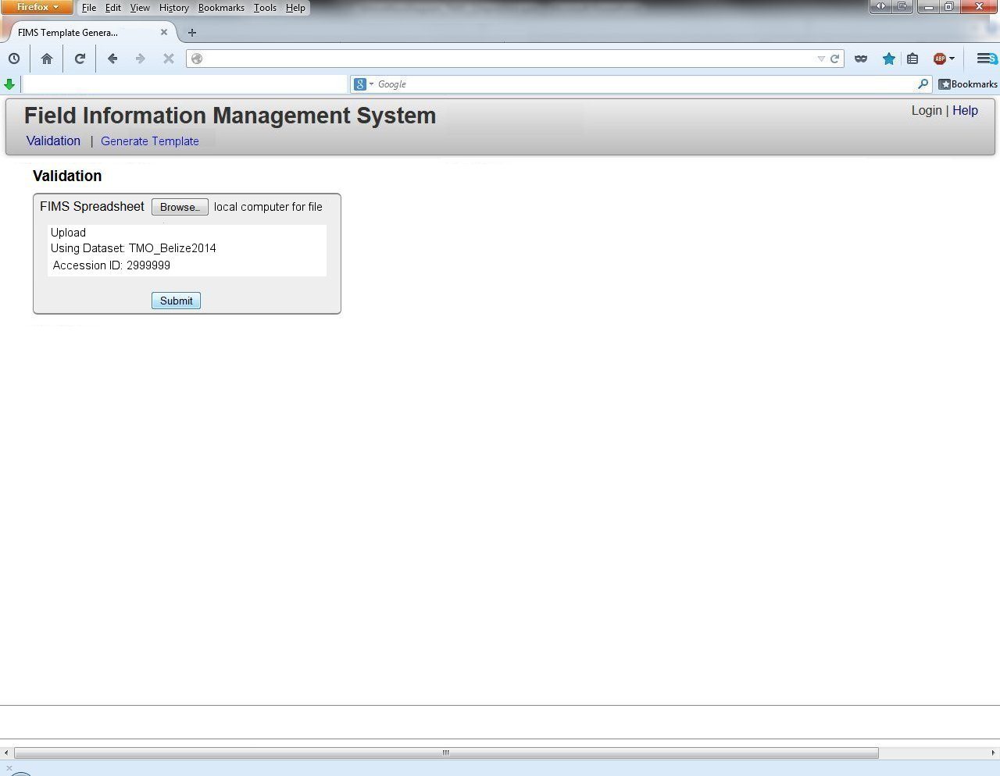 Firefox
File Edit View History Bookmarks Tools Help
FIMS Template Genera...
ABP
S
8 Google
Bookmarks
Field Information Management System
Login | Help
Validation | Generate Template
Validation
FIMS Spreadsheet Browse.. local computer for file
Upload
Using Dataset: TMO_Belize2014
Accession ID: 2999999
Submit